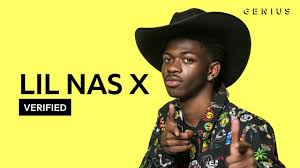 GENIUS
LIL NAS X
VERIFIED